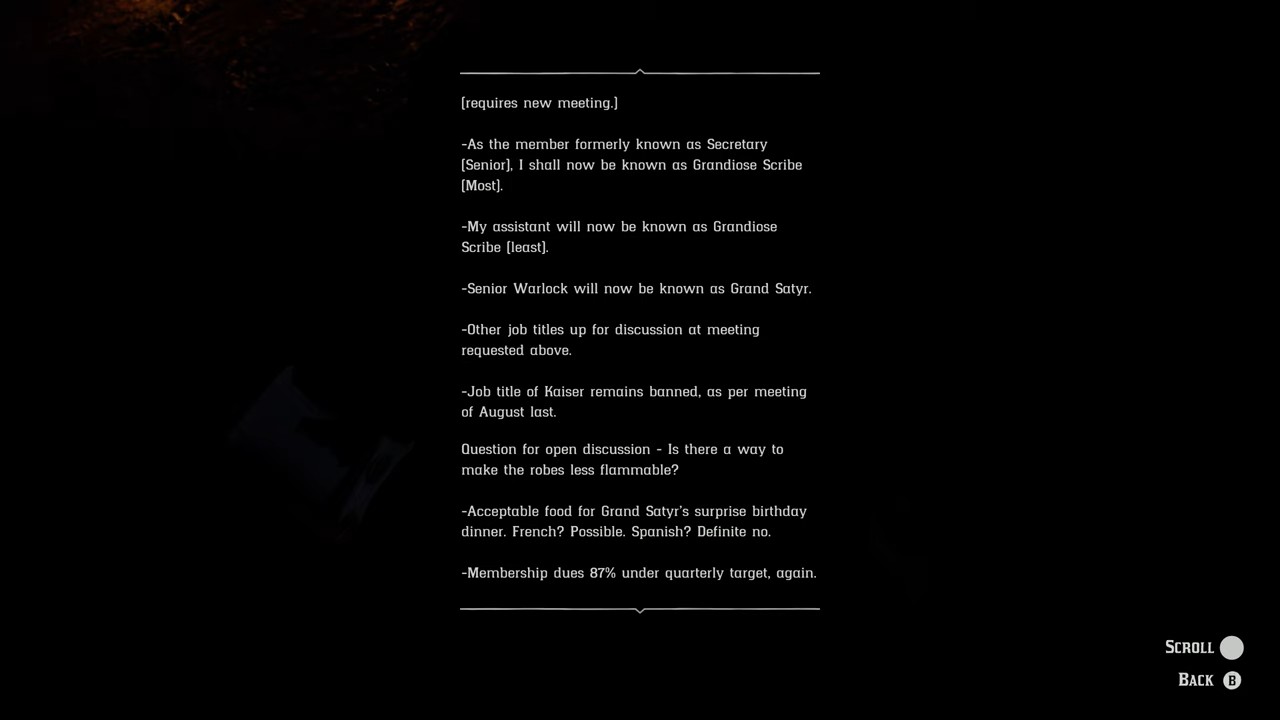 (requires new meeting.)
-As the member formerly known as Secretary
(Senior), I shall now be known as Grandiose Scribe
(Most).
-My assistant will now be known as Grandiose
Scribe (least).
-Senior Warlock will now be known as Grand Satyr.
-Other job titles up for discussion at meeting
requested above.
-Job title of Kaiser remains banned, as per meeting
of August last.
Question for open discussion - Is there a way to
make the robes less flammable?
-Acceptable food for Grand Satyr's surprise birthday
dinner. French? Possible. Spanish? Definite no.
-Membership dues 87% under quarterly target, again.
SCROLL
BACK B